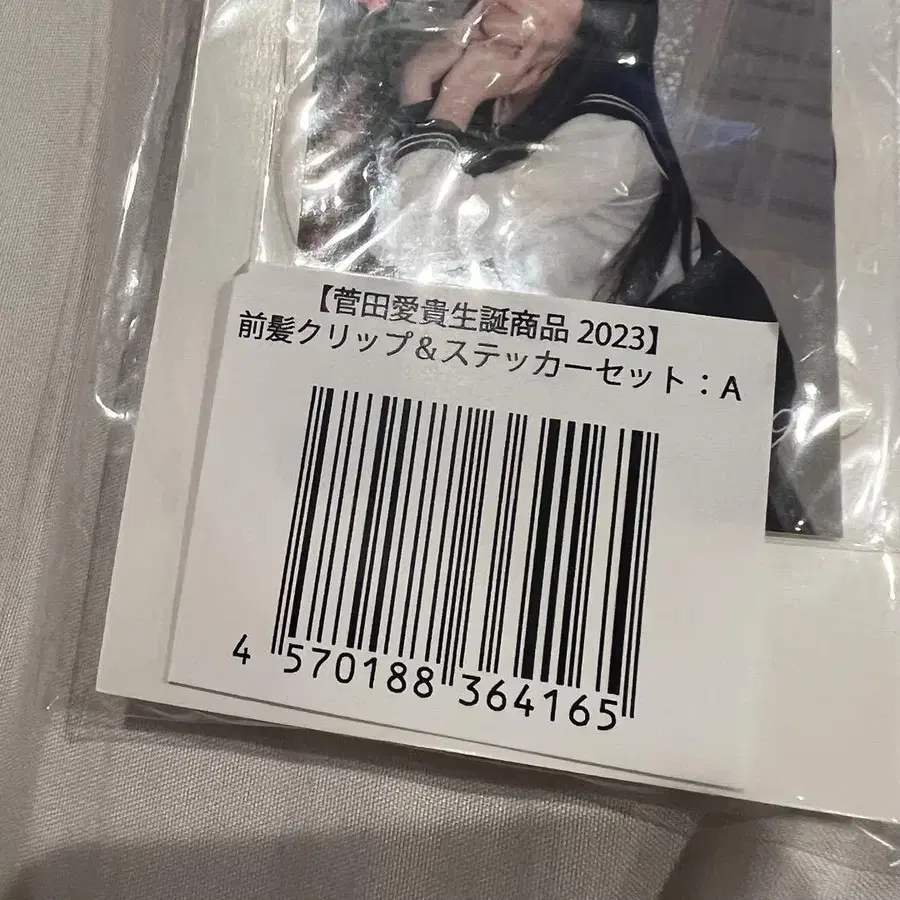 【菅田愛貴生誕商品 2023】
前髪クリップ&ステッカーセット：A
4 570188 364165